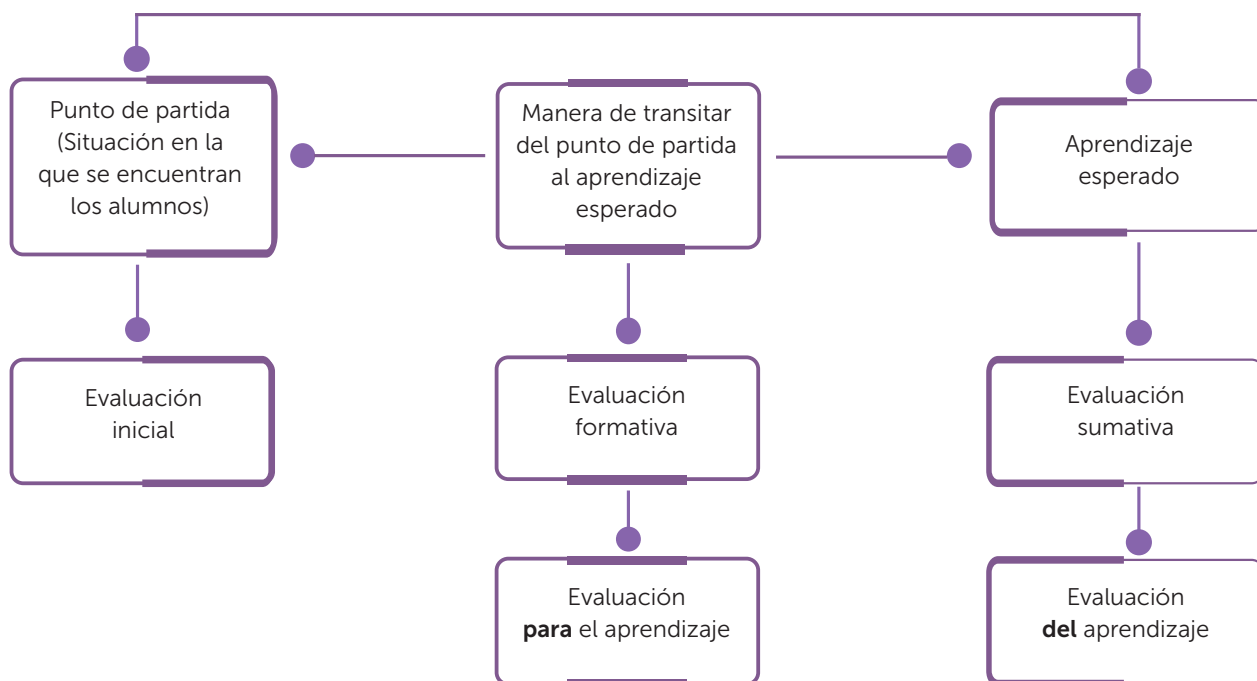 Punto de partida
(Situación en la
que se encuentran
los alumnos)
Manera de transitar
del punto de partida
al aprendizaje
esperado
Aprendizaje
esperado
Evaluación
inicial
Evaluación
formativa
Evaluación
sumativa
Evaluación
para el aprendizaje
Evaluación
del aprendizaje